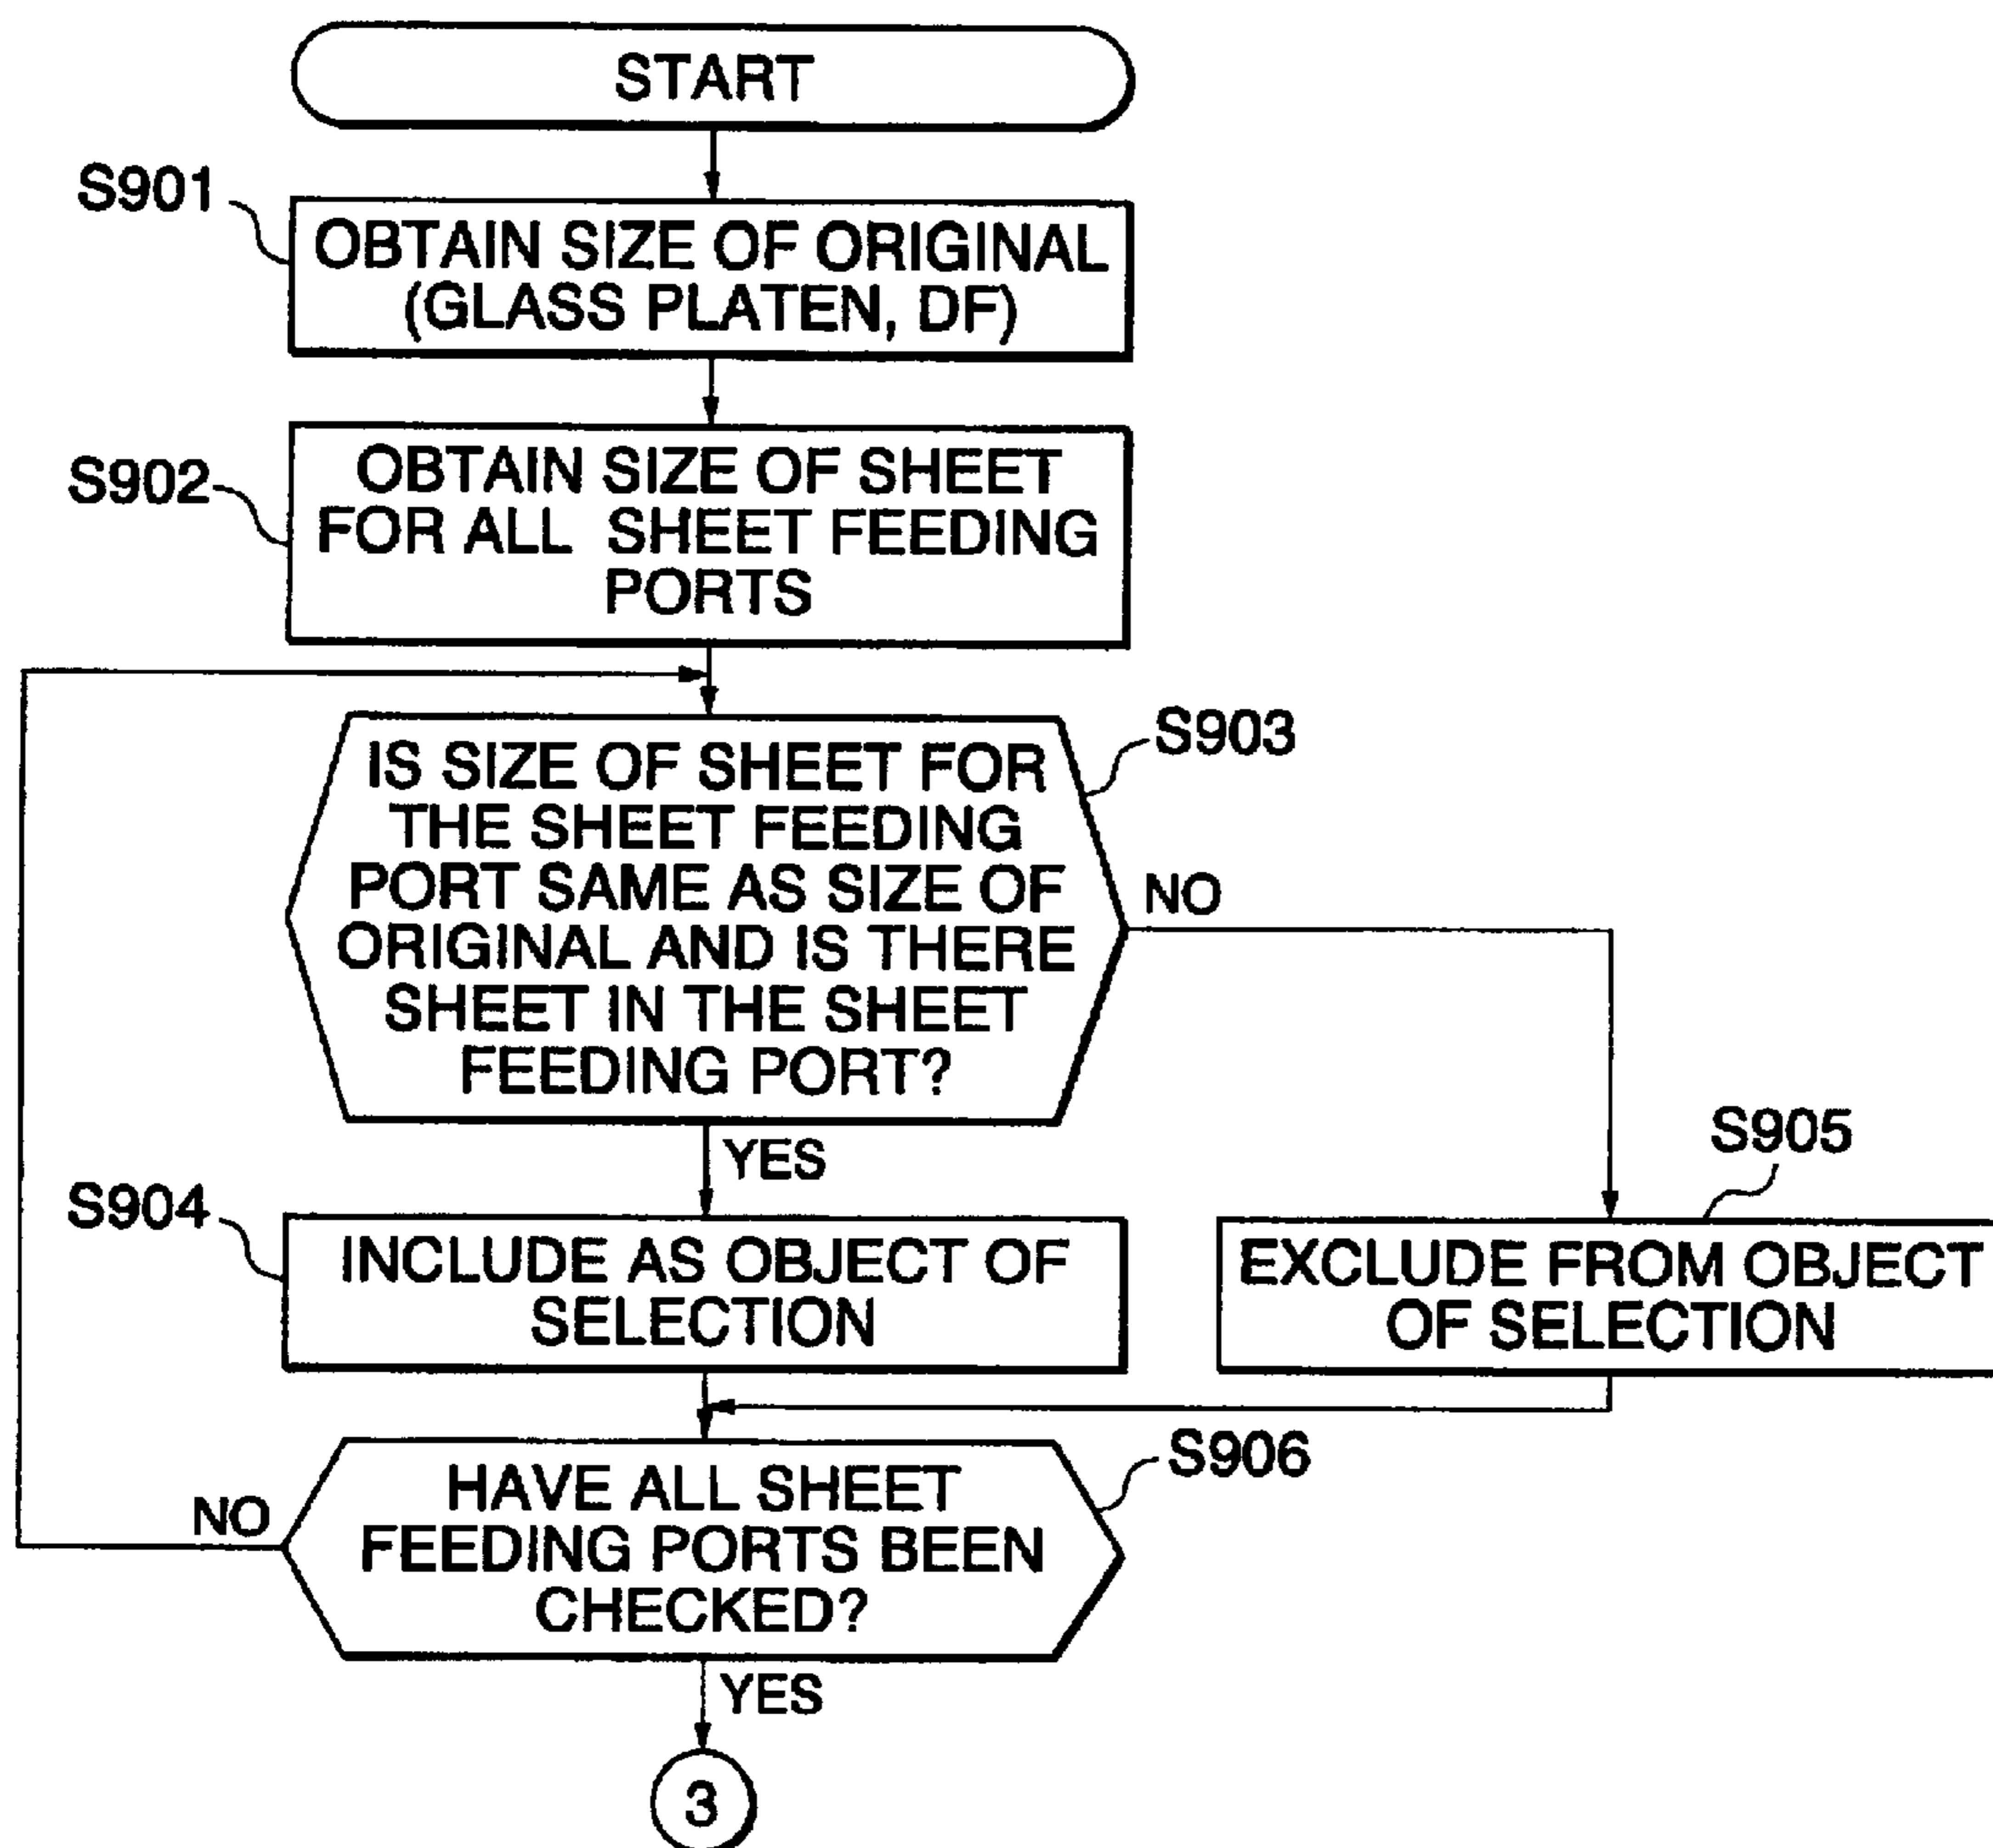 START
S901
OBTAIN SIZE OF ORIGINAL
(GLASS PLATEN, DF)
S902
OBTAIN SIZE OF SHEET
FOR ALL SHEET FEEDING
PORTS
S903
IS SIZE OF SHEET FOR
THE SHEET FEEDING
PORT SAME AS SIZE OF
ORIGINAL AND IS THERE
SHEET IN THE SHEET
FEEDING PORT?
NO
YES
S904
INCLUDE AS OBJECT OF
SELECTION
S905
EXCLUDE FROM OBJECT
OF SELECTION
S906
HAVE ALL SHEET
FEEDING PORTS BEEN
CHECKED?
NO
YES
3